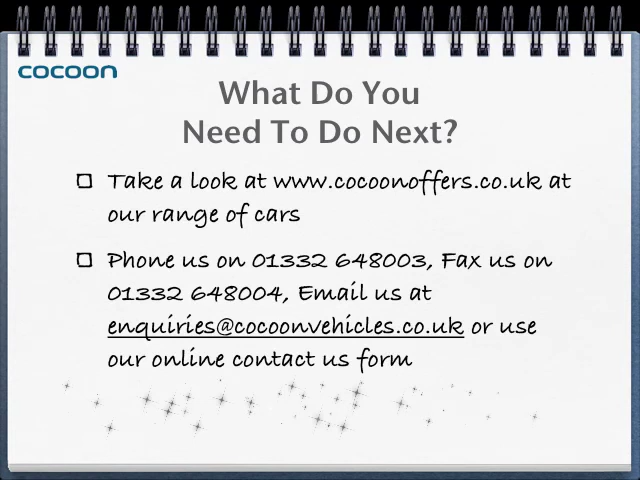 cocoon
What Do You
Need To Do Next?
Take a look at www.cocoonoffers.co.uk at
our range of cars
Phone us on 01332 648003, Fax us on
01332 648004, Email us at
enquiries@cocoonvehicles.co.uk or use
our online contact us form